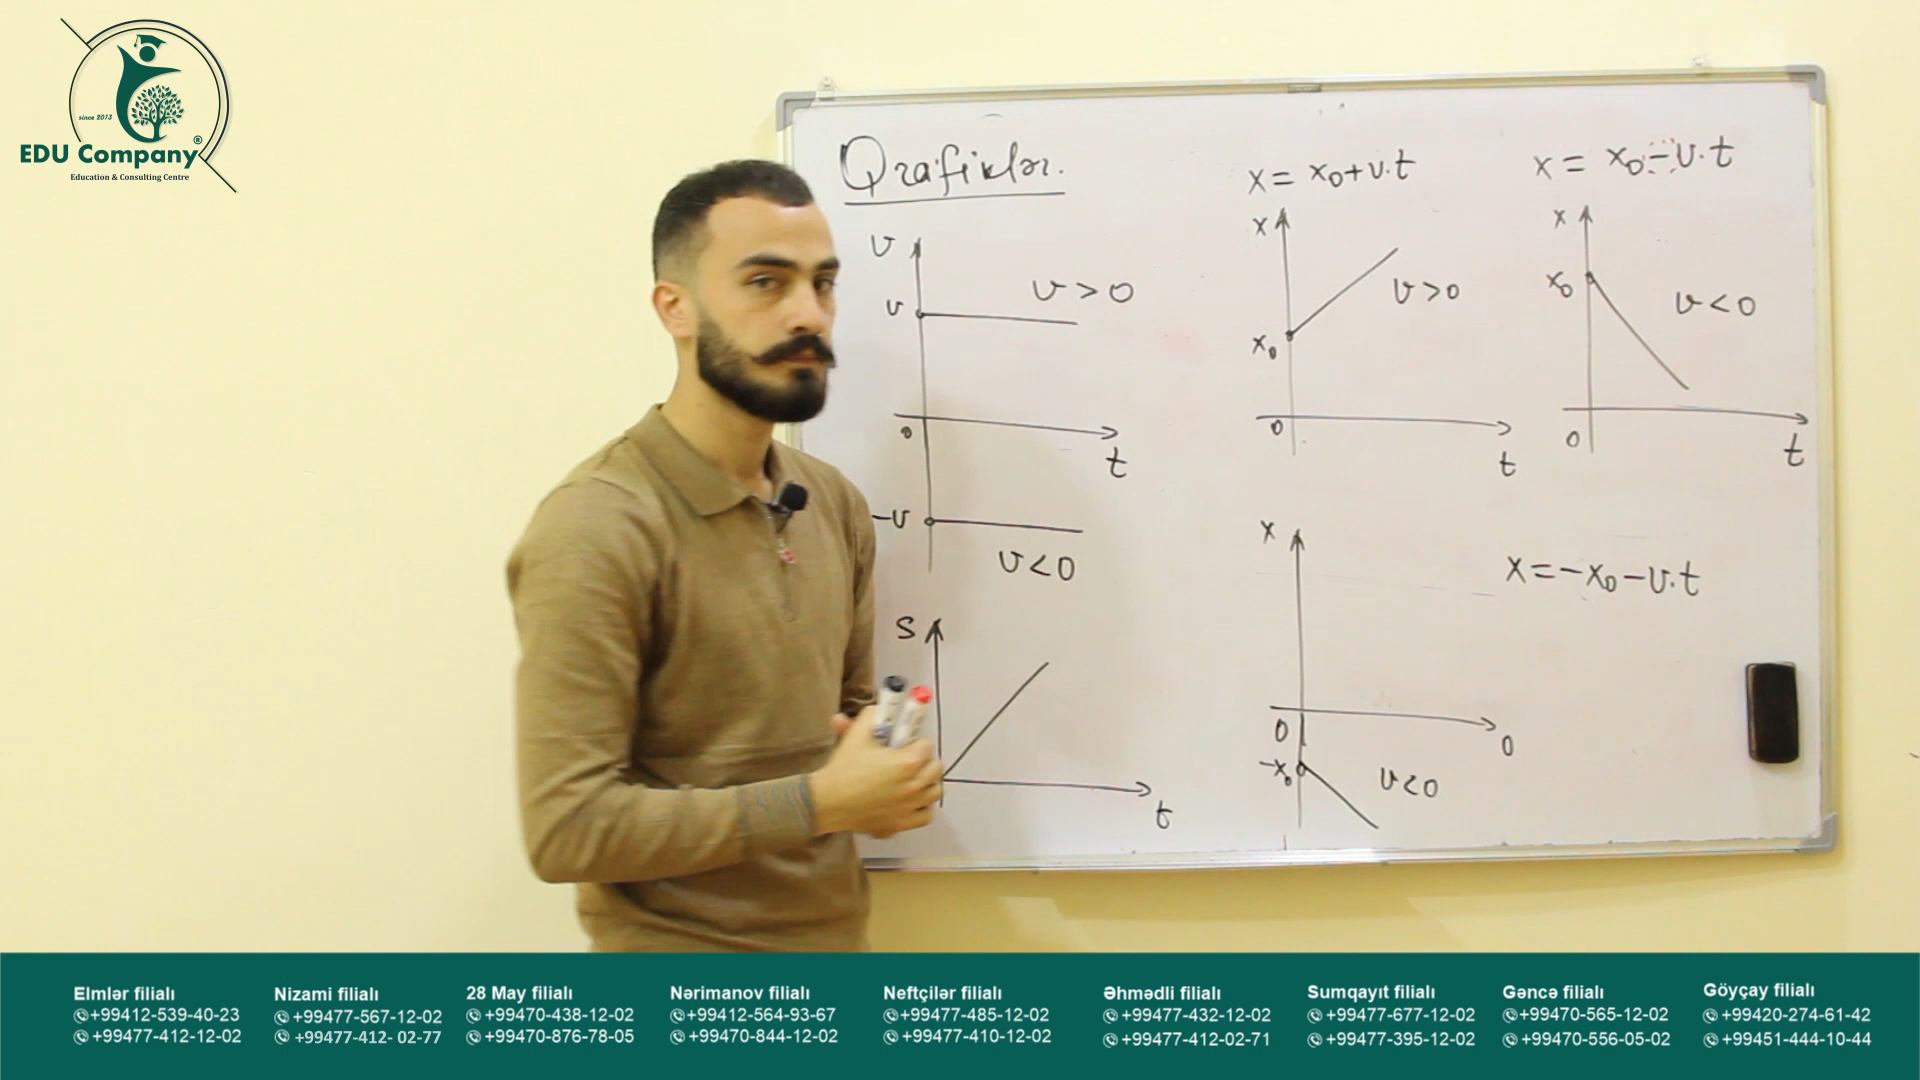 since 2013
EDU Company®
Education & Consulting Centre
Qrafiklər.
v
v
v > 0
0
t
-v
v < 0
S
t
x = x₀ + v·t
x
x₀
v > 0
0
t
x = x₀ - v·t
x
x₀
v < 0
0
t
x
x = -x₀ - v·t
0
0
-x₀
v < 0
Elmlər filialı
+99412-539-40-23
+99477-412-12-02
Nizami filialı
+99477-567-12-02
+99477-412- 02-77
28 May filialı
+99470-438-12-02
+99470-876-78-05
Nərimanov filialı
+99412-564-93-67
+99470-844-12-02
Neftçilər filialı
+99477-485-12-02
+99477-410-12-02
Əhmədli filialı
+99477-432-12-02
+99477-412-02-71
Sumqayıt filialı
+99477-677-12-02
+99477-395-12-02
Gəncə filialı
+99470-565-12-02
+99470-556-05-02
Göyçay filialı
+99420-274-61-42
+99451-444-10-44